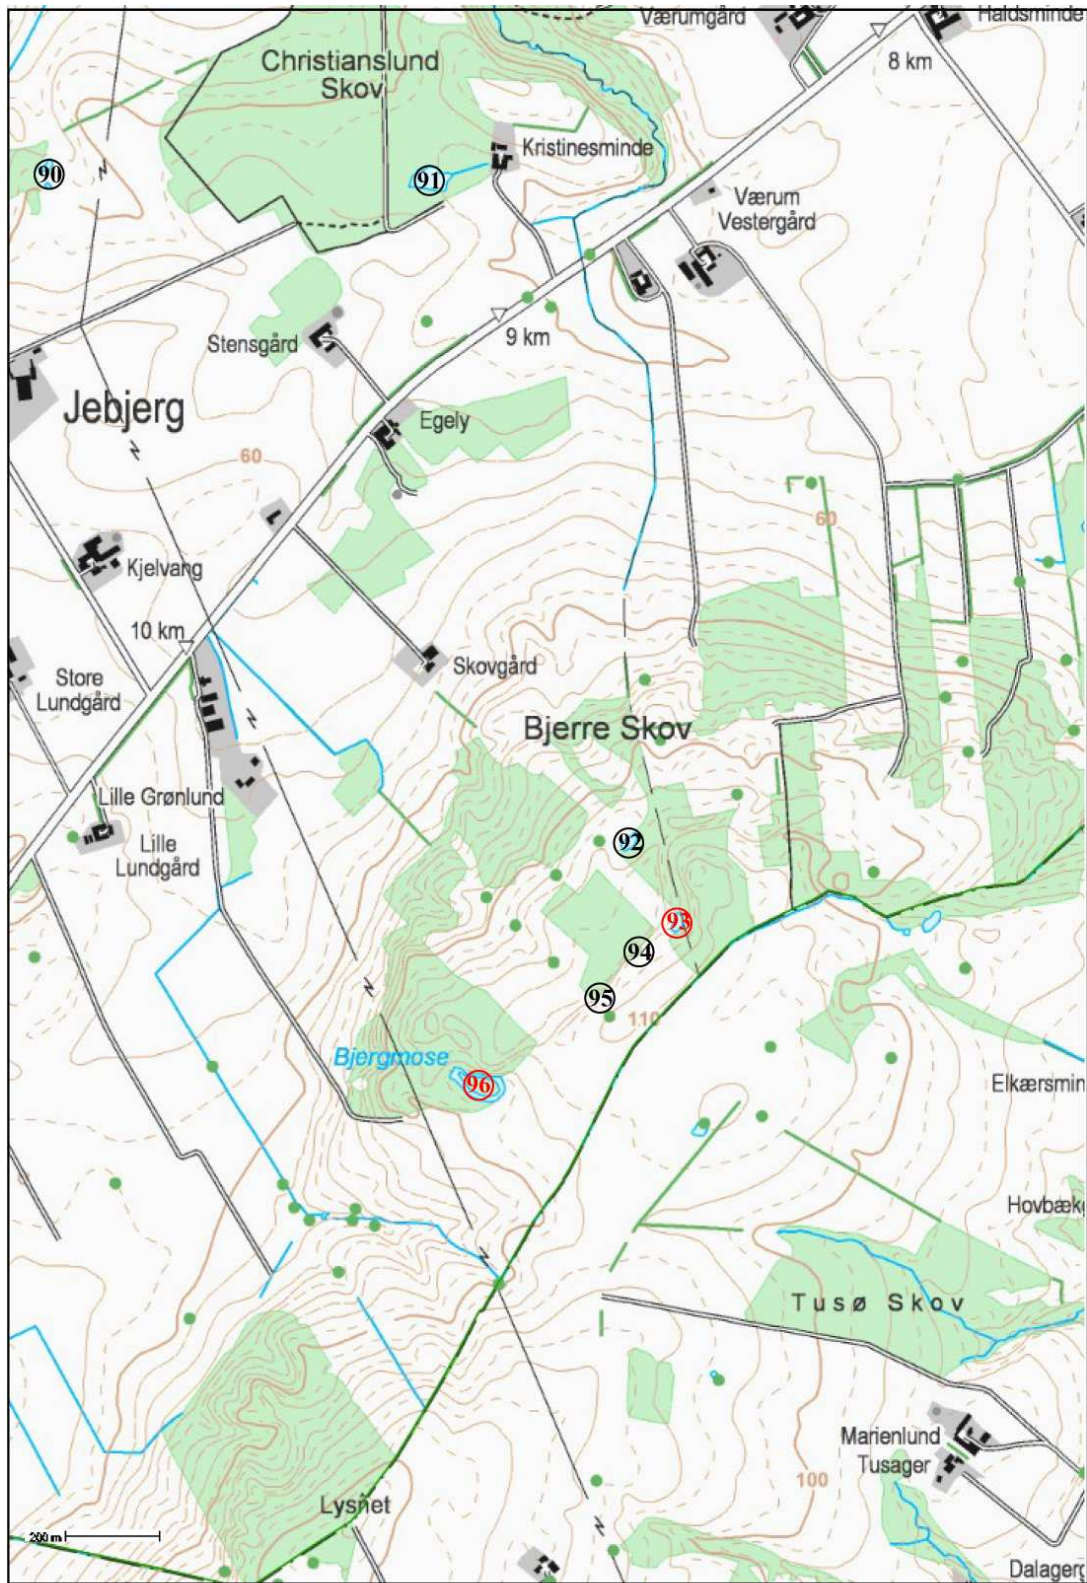 Værumgård
Haldsminde
8 km
Christianslund
Skov
90
91
Kristinesminde
Værum
Vestergård
9 km
Stensgård
Jebjerg
Egely
60
60
Kjelvang
10 km
Skovgård
Store
Lundgård
Bjerre Skov
Lille Grønlund
Lille
Lundgård
92
93
94
95
110
Bjergmose
96
Elkærsmin
Hovbækg
Tusø Skov
Marienlund
Tusager
100
Lysnet
200 m
Dalagerg